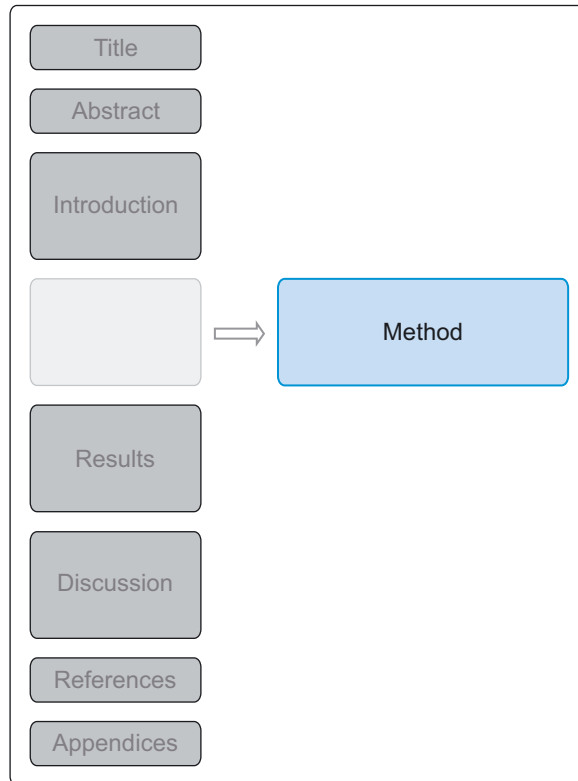 Title
Abstract
Introduction
Method
Results
Discussion
References
Appendices